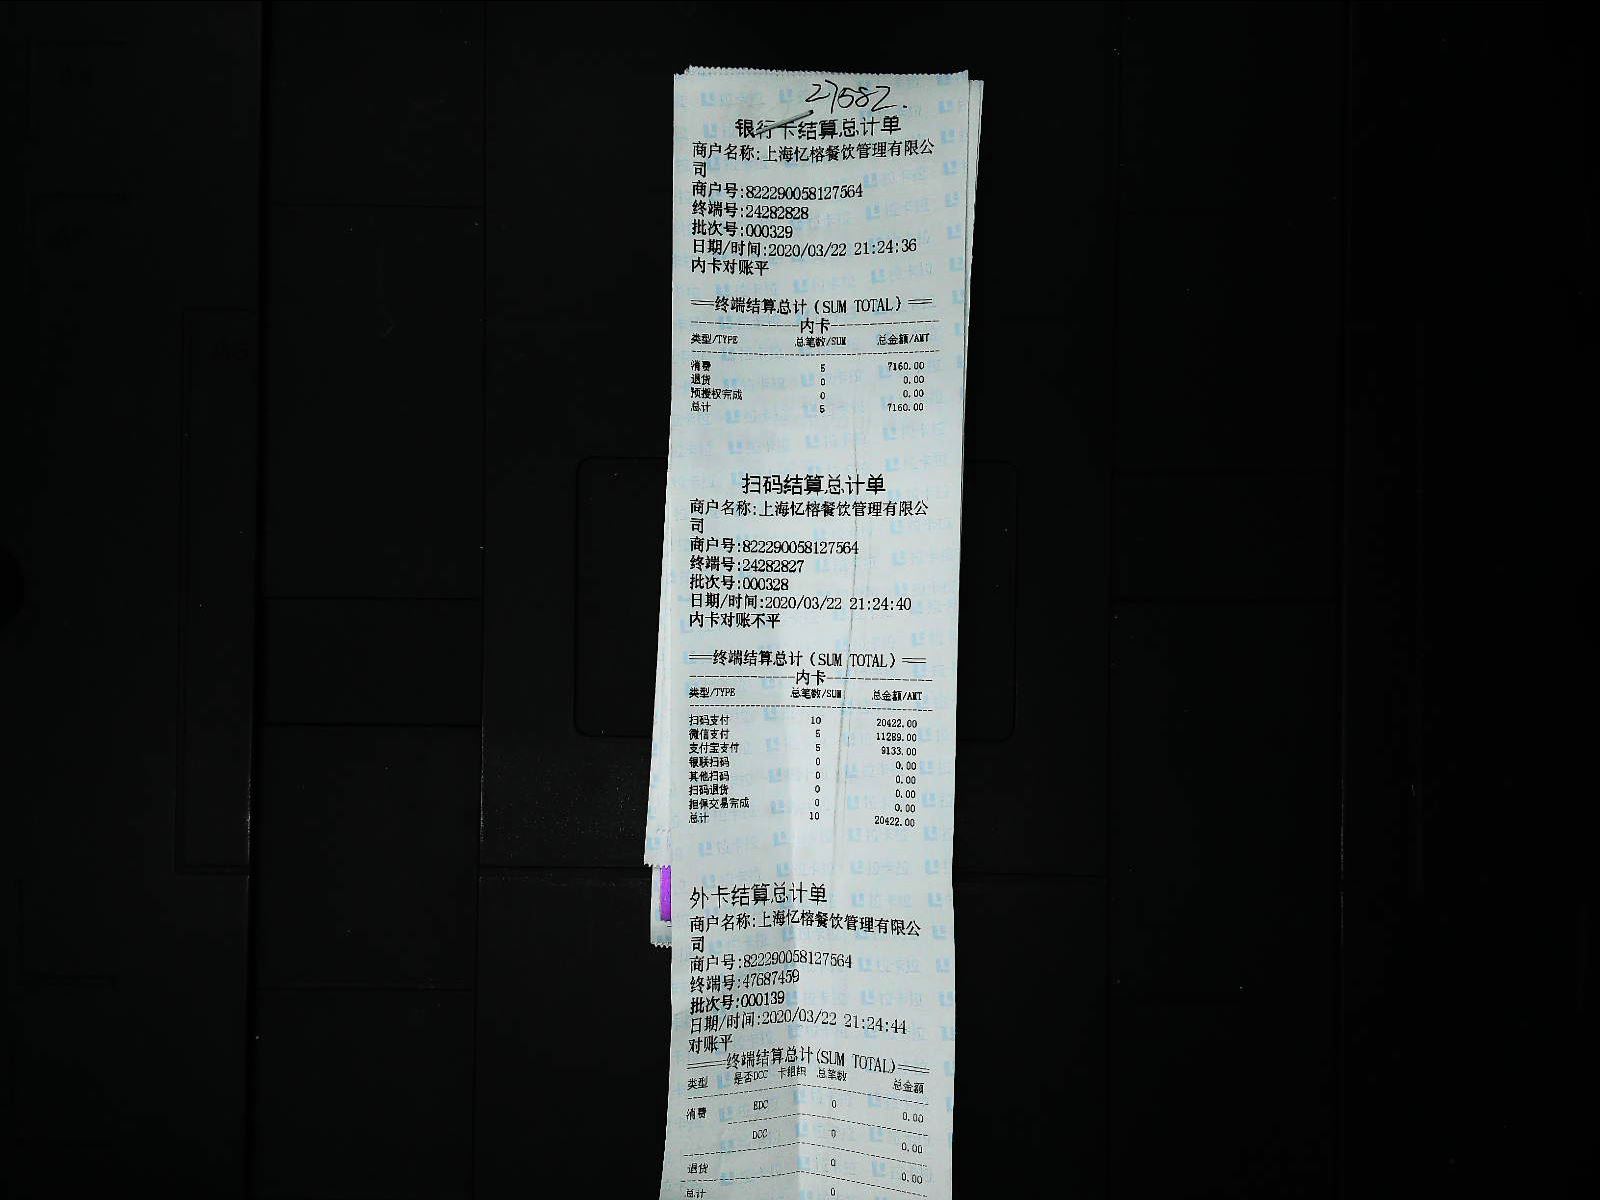 27582.
银行卡结算总计单
商户名称:上海忆榕餐饮管理有限公
司
商户号:822290058127564
终端号:24282828
批次号:000329
日期/时间:2020/03/22 21:24:36
内卡对账平
==终端结算总计(SUM TOTAL)==
内卡
类型/TYPE 总笔数/SUM 总金额/AMT
消费 5 7160.00
退货 0 0.00
预授权完成 0 0.00
总计 5 7160.00
扫码结算总计单
商户名称:上海忆榕餐饮管理有限公
司
商户号:822290058127564
终端号:24282827
批次号:000328
日期/时间:2020/03/22 21:24:40
内卡对账不平
==终端结算总计(SUM TOTAL)==
内卡
类型/TYPE 总笔数/SUM 总金额/AMT
扫码支付 10 20422.00
微信支付 5 11289.00
支付宝支付 5 9133.00
银联扫码 0 0.00
其他扫码 0 0.00
扫码退货 0 0.00
担保交易完成 0 0.00
总计 10 20422.00
外卡结算总计单
商户名称:上海忆榕餐饮管理有限公
司
商户号:822290058127564
终端号:47687459
批次号:000139
日期/时间:2020/03/22 21:24:44
对账平
==终端结算总计(SUM TOTAL)==
类型 是否DCC 卡组织 总笔数 总金额
消费 EDC 0 0.00
DCC 0 0.00
退货 0 0.00
总计 0